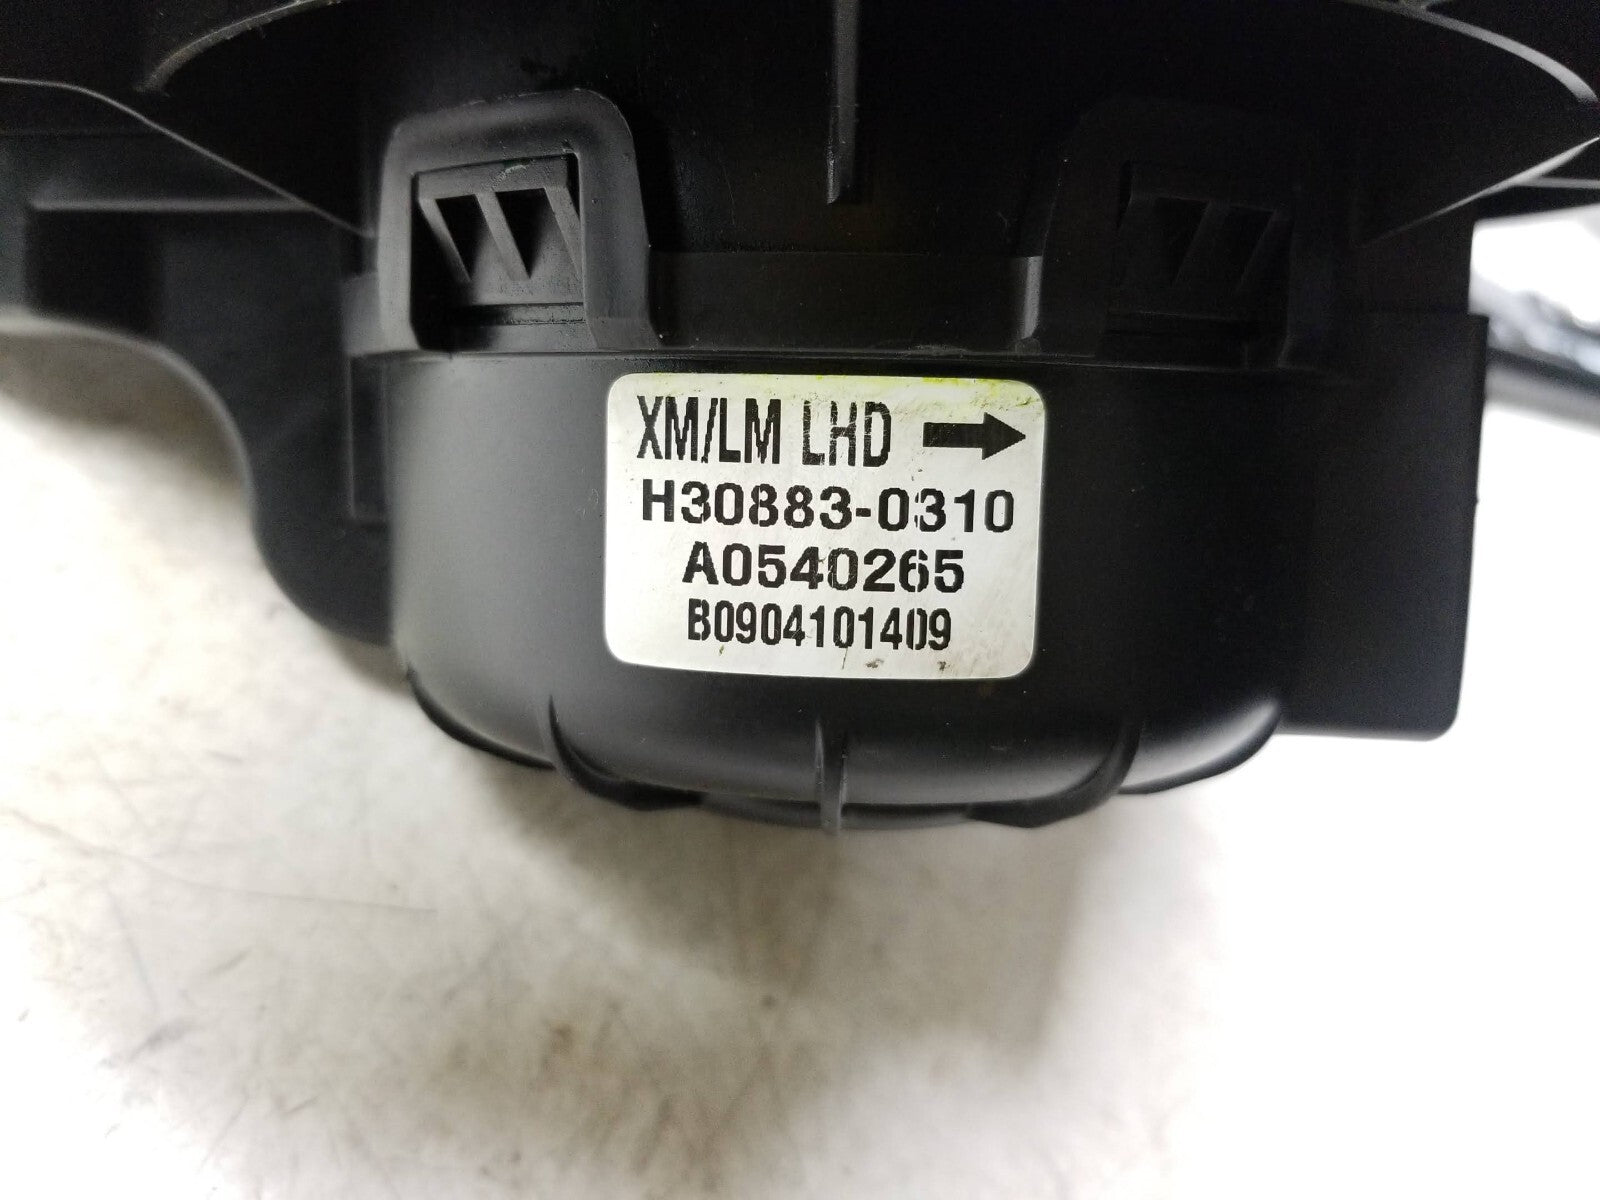 XM/LM LHD →
H30883-0310
A0540265
B0904101409